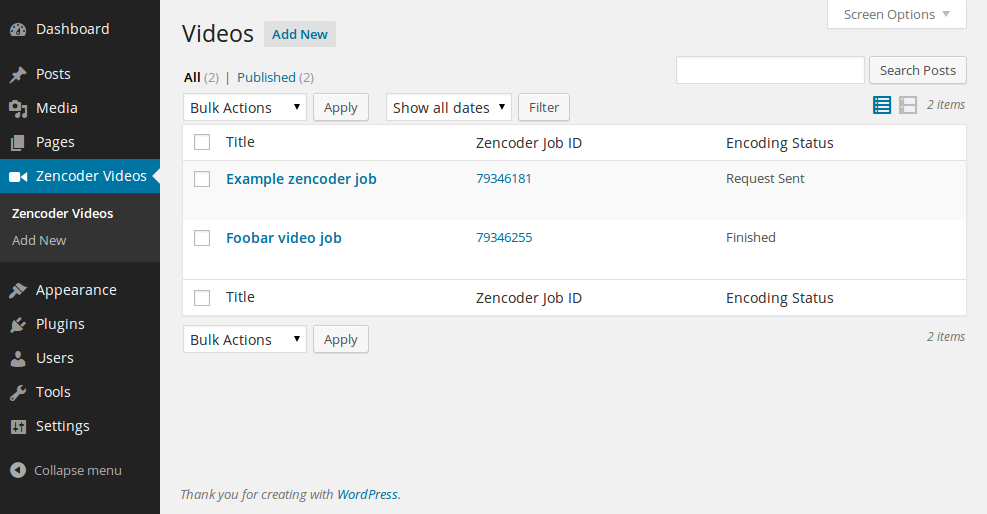 Dashboard
Posts
Media
Pages
Zencoder Videos
Zencoder Videos
Add New
Appearance
Plugins
Users
Tools
Settings
Collapse menu
Screen Options
Videos Add New
All (2) | Published (2)
Search Posts
Bulk Actions Apply Show all dates Filter 2 items
Title Zencoder Job ID Encoding Status
Example zencoder job 79346181 Request Sent
Foobar video job 79346255 Finished
Title Zencoder Job ID Encoding Status
Bulk Actions Apply 2 items
Thank you for creating with WordPress.